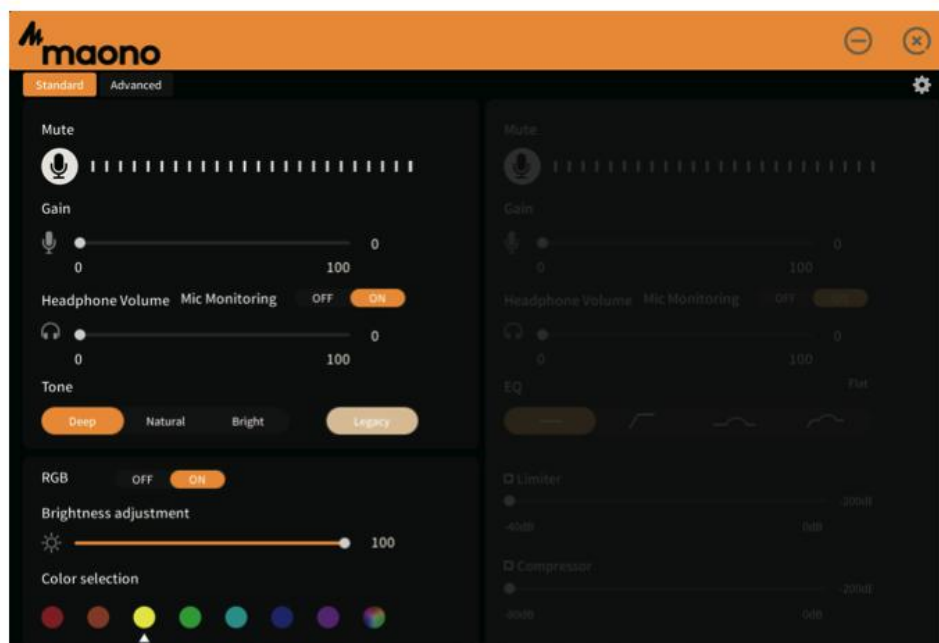 maono
Standard Advanced
Mute
Gain
0
0 100
Headphone Volume Mic Monitoring OFF ON
0
0 100
Tone
Deep Natural Bright Legacy
RGB OFF ON
Brightness adjustment
100
Color selection
Mute
Gain
0
0 100
Headphone Volume Mic Monitoring OFF ON
0
0 100
EQ Flat
Limiter
-40dB 0dB
Compressor
0dB